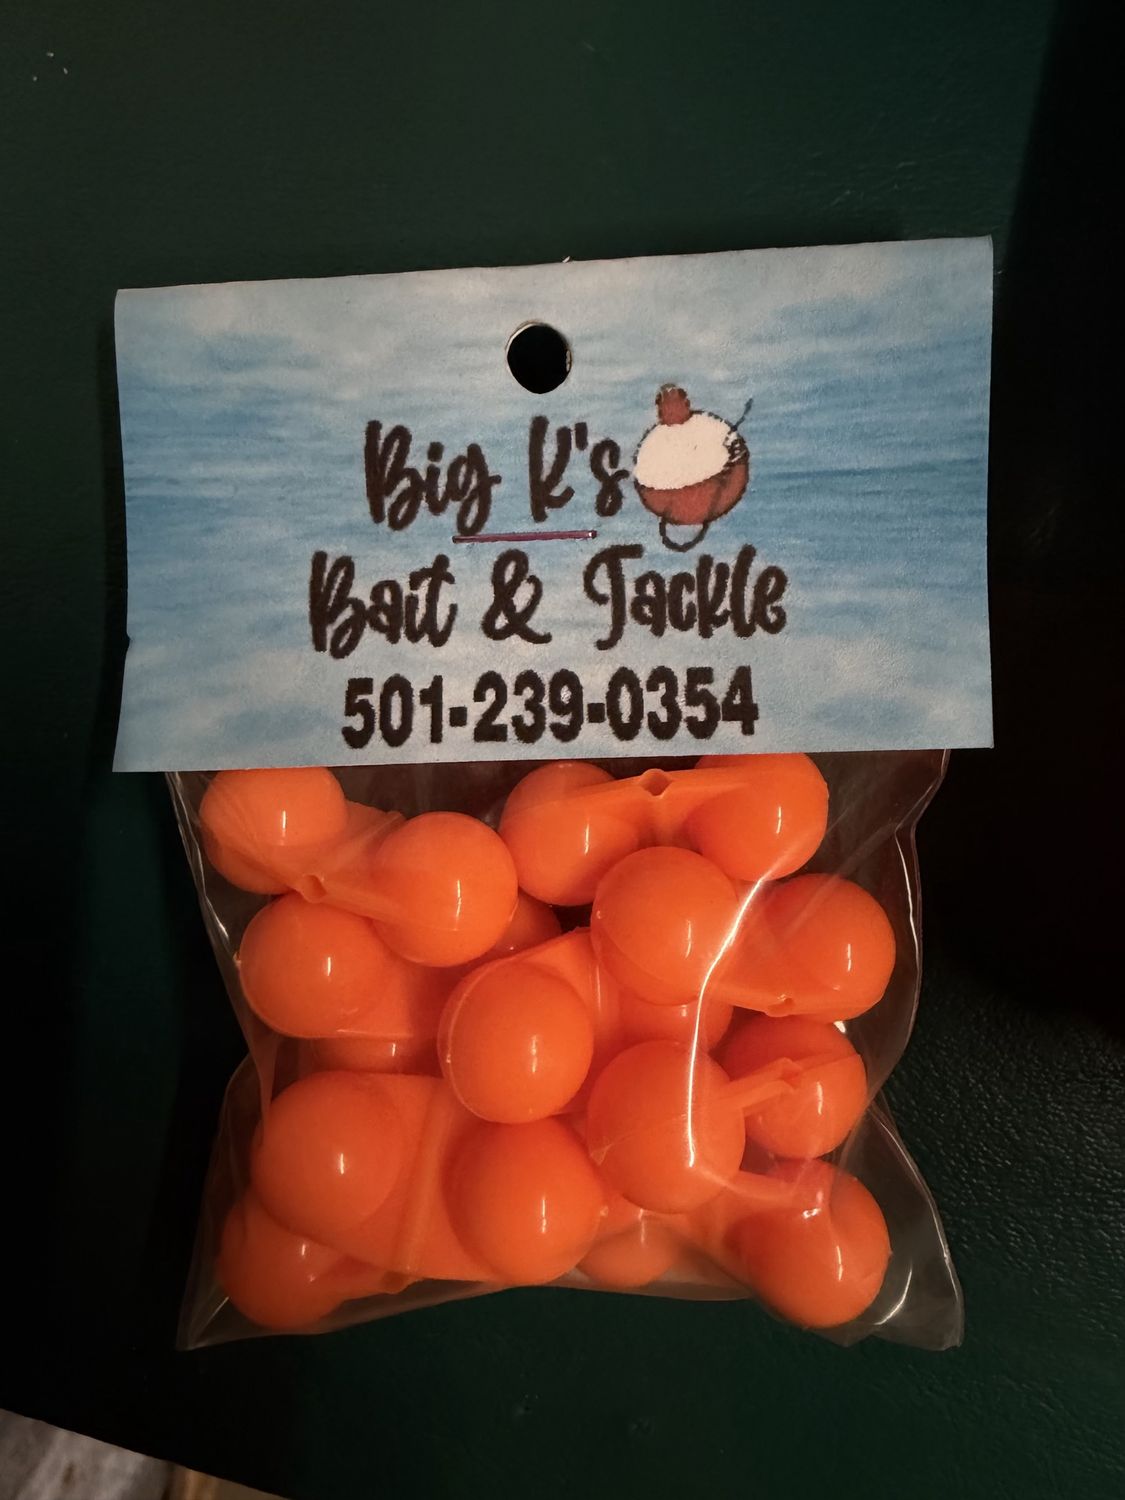 Big K's
Bait & Tackle
501-239-0354